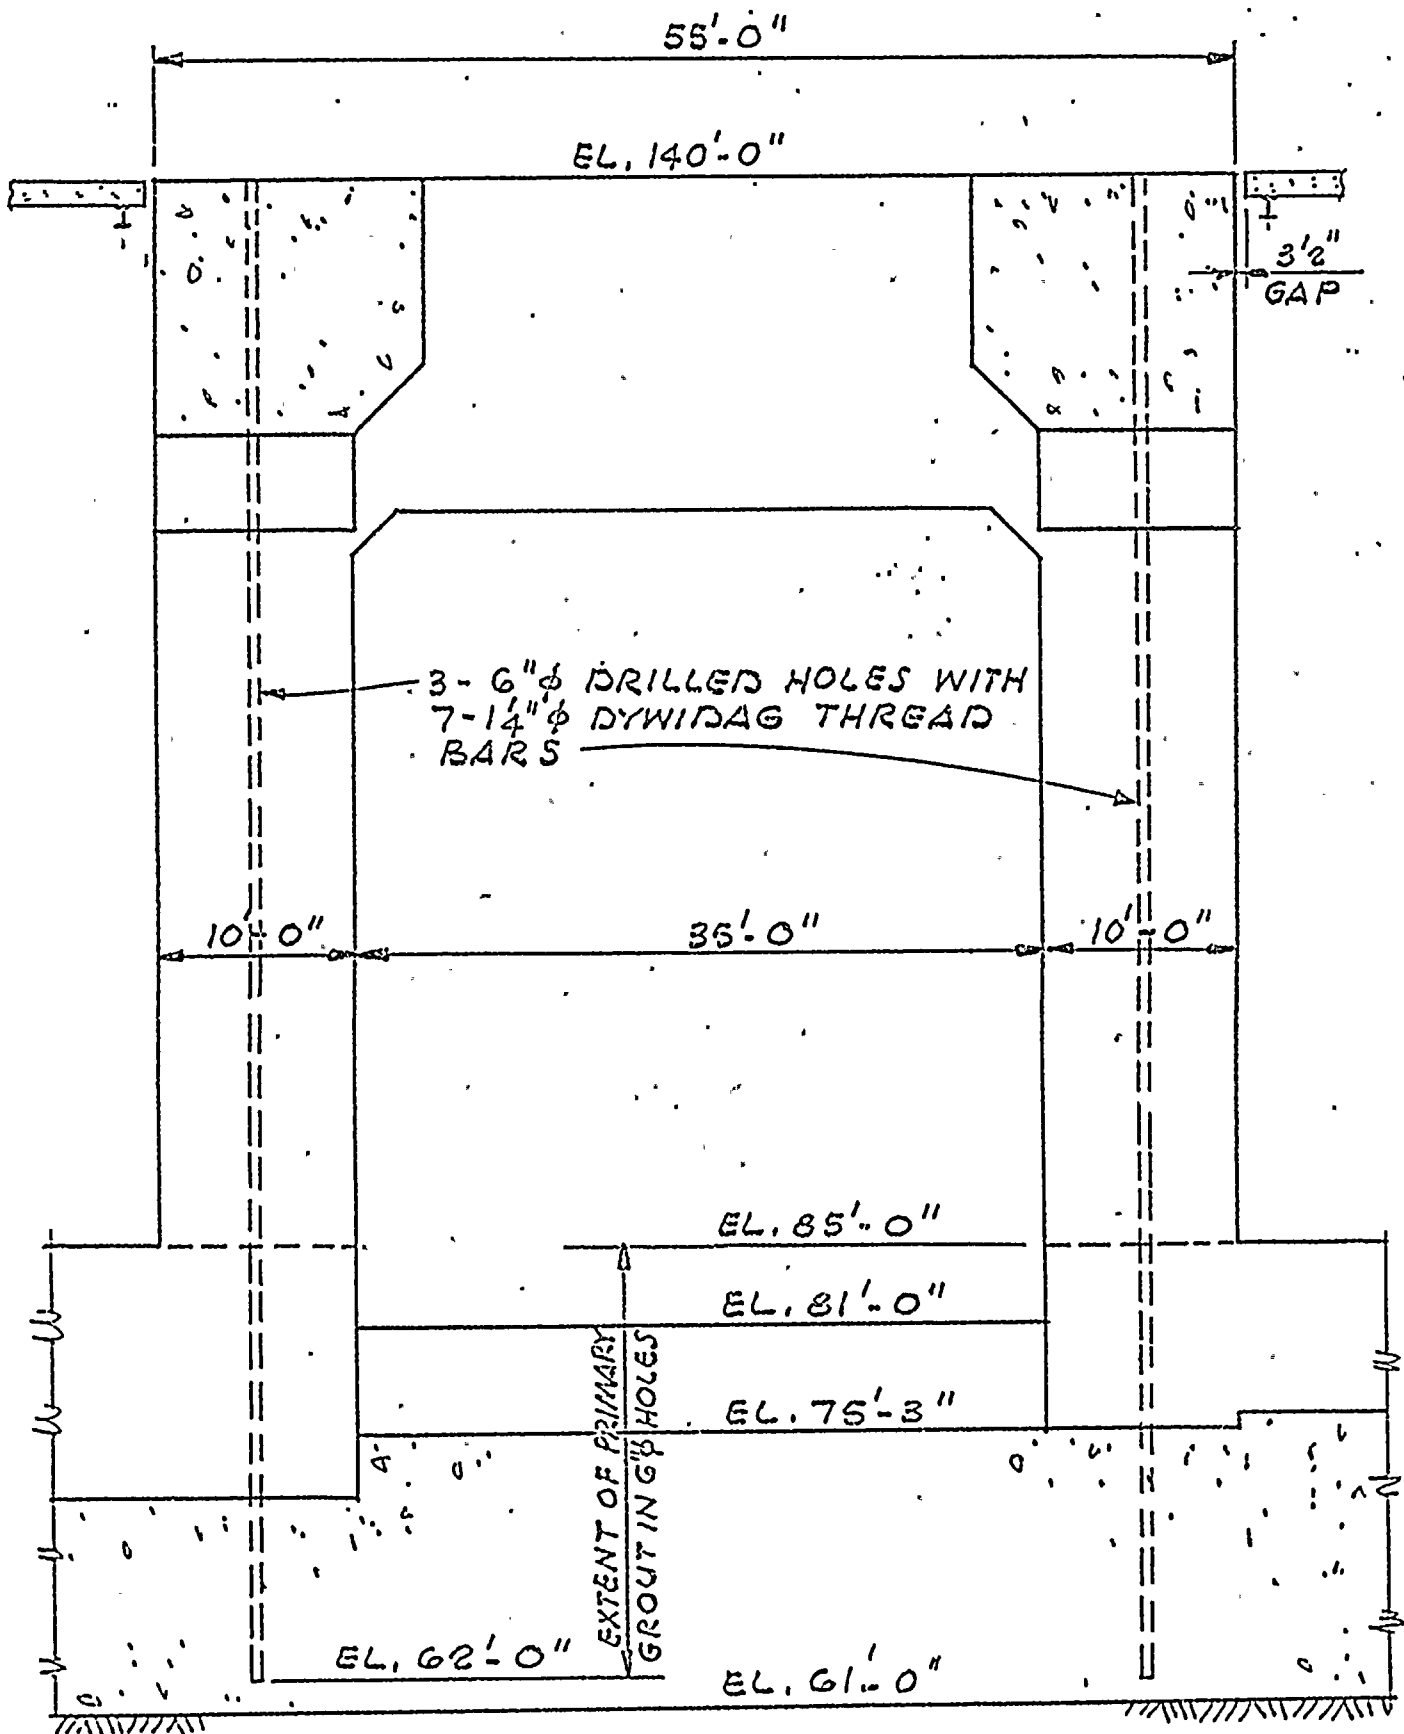 55'-0"
EL. 140'-0"
3'2"
GAP
3-6"ϕ DRILLED HOLES WITH
7-1¼"ϕ DYWIDAG THREAD
BARS
10'-0"
35'-0"
10'-0"
EL. 85'-0"
EL. 81'-0"
EXTENT OF PRIMARY
GROUT IN 6"ϕ HOLES
EL. 75'-3"
EL. 62'-0"
EL. 61'-0"